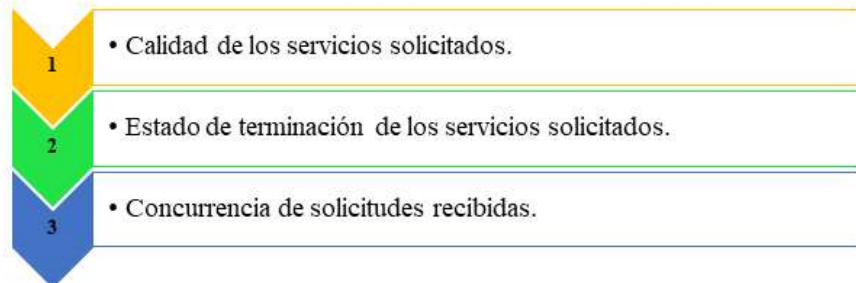 1
• Calidad de los servicios solicitados.
2
• Estado de terminación de los servicios solicitados.
3
• Concurrencia de solicitudes recibidas.